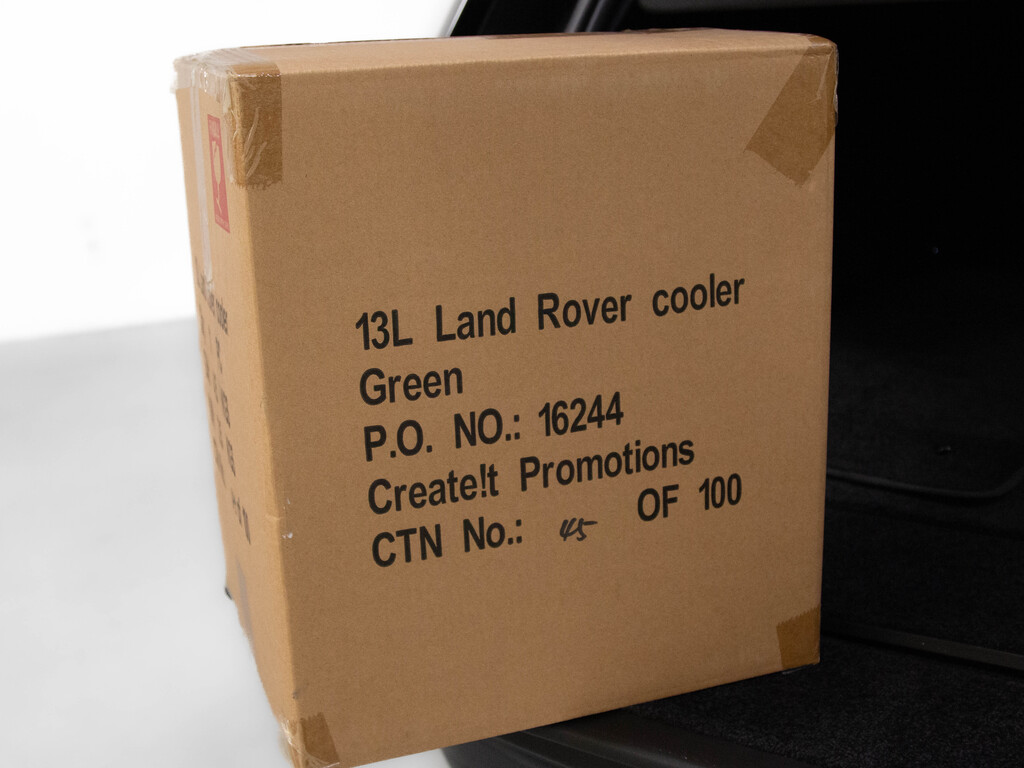 13L Land Rover cooler
Green
P.O. NO.: 16244
Create!t Promotions
CTN No.: 45 OF 100